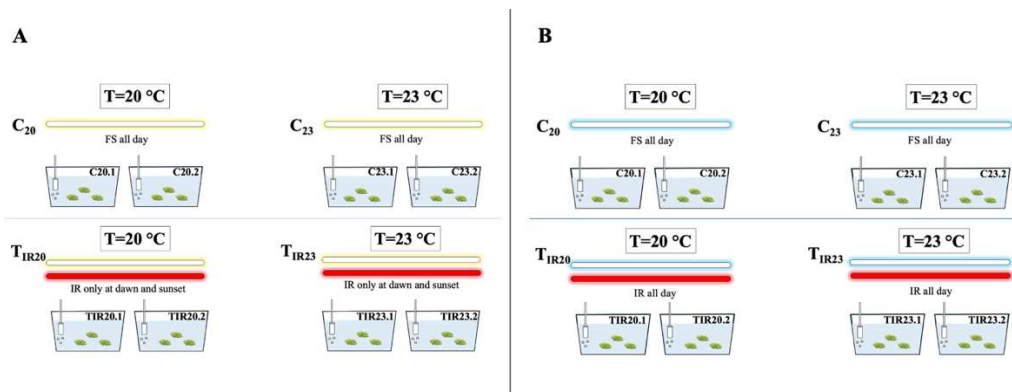 A
T=20 °C
T=23 °C
C20
FS all day
C23
FS all day
C20.1
C20.2
C23.1
C23.2
T=20 °C
T=23 °C
TIR20
IR only at dawn and sunset
TIR23
IR only at dawn and sunset
TIR20.1
TIR20.2
TIR23.1
TIR23.2
B
T=20 °C
T=23 °C
C20
FS all day
C23
FS all day
C20.1
C20.2
C23.1
C23.2
T=20 °C
T=23 °C
TIR20
IR all day
TIR23
IR all day
TIR20.1
TIR20.2
TIR23.1
TIR23.2